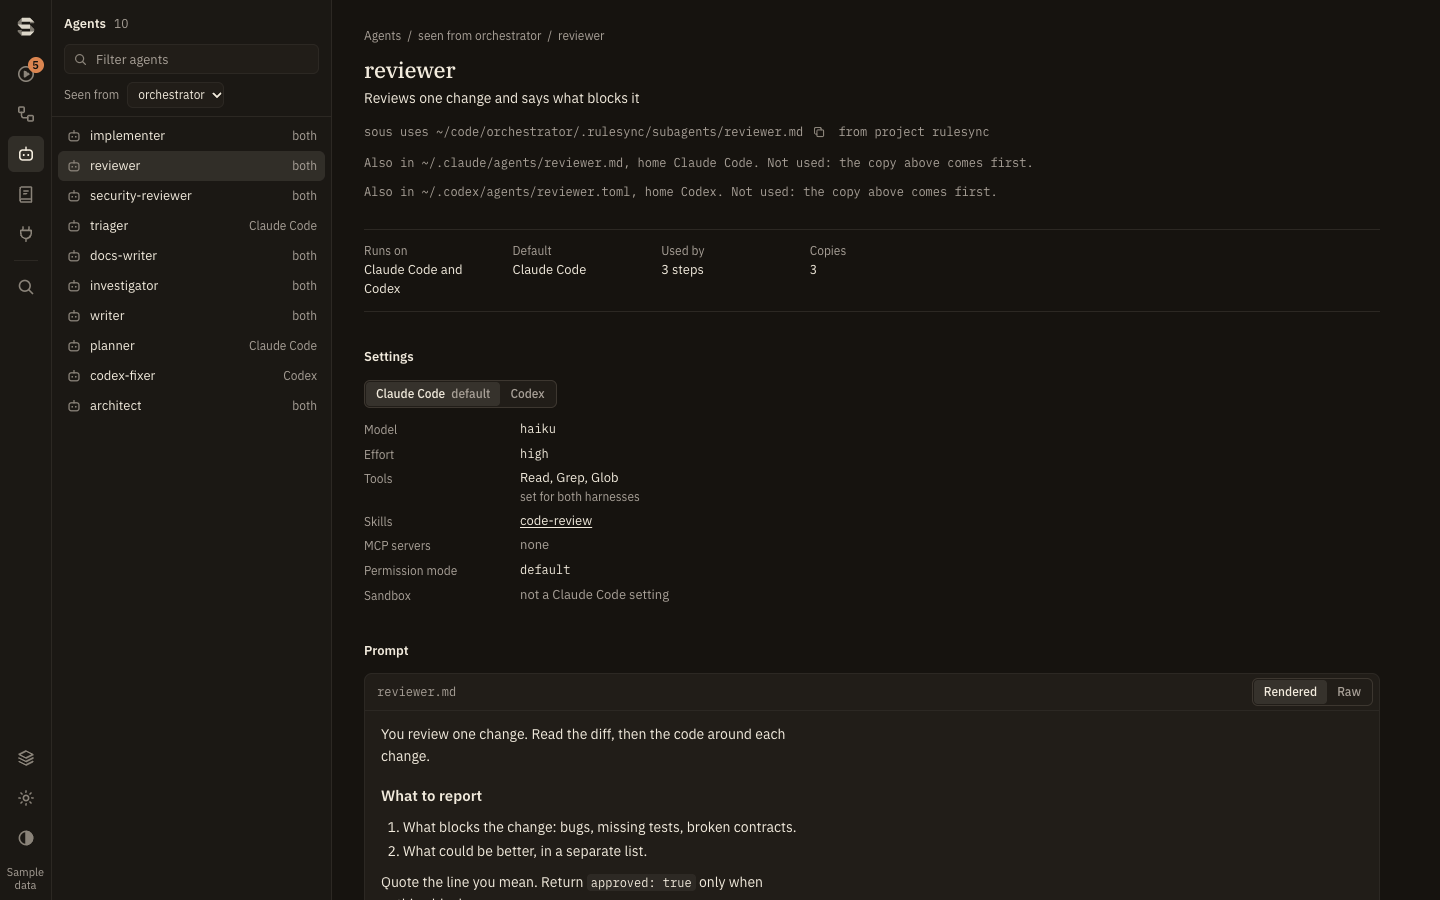 Agents 10
5
Filter agents
Seen from orchestrator
implementer both
reviewer both
security-reviewer both
triager Claude Code
docs-writer both
investigator both
writer both
planner Claude Code
codex-fixer Codex
architect both
Sample
data
Agents / seen from orchestrator / reviewer
reviewer
Reviews one change and says what blocks it
sous uses ~/code/orchestrator/.rulesync/subagents/reviewer.md from project rulesync
Also in ~/.claude/agents/reviewer.md, home Claude Code. Not used: the copy above comes first.
Also in ~/.codex/agents/reviewer.toml, home Codex. Not used: the copy above comes first.
Runs on Default Used by Copies
Claude Code and Claude Code 3 steps 3
Codex
Settings
Claude Code default Codex
Model haiku
Effort high
Tools Read, Grep, Glob
set for both harnesses
Skills code-review
MCP servers none
Permission mode default
Sandbox not a Claude Code setting
Prompt
reviewer.md Rendered Raw
You review one change. Read the diff, then the code around each
change.
What to report
1. What blocks the change: bugs, missing tests, broken contracts.
2. What could be better, in a separate list.
Quote the line you mean. Return approved: true only when